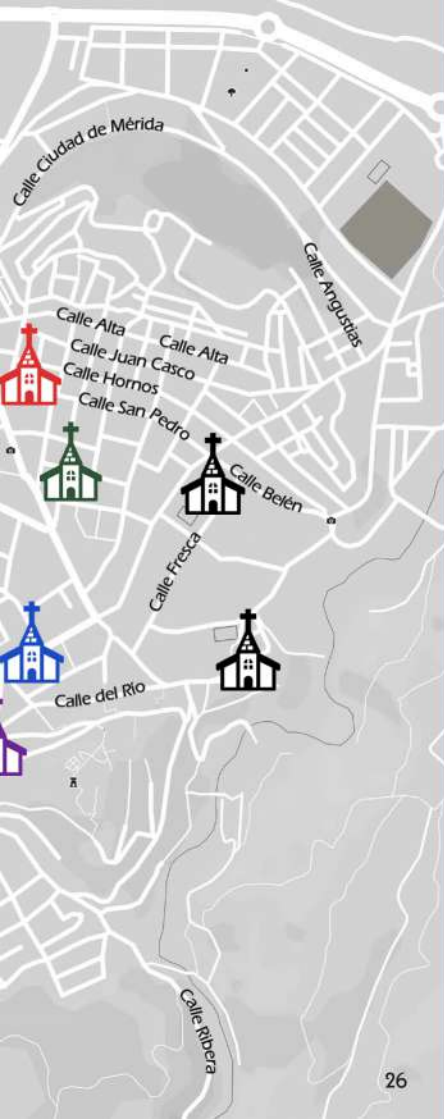 Calle Ciudad de Mérida
Calle Angustias
Calle Alta
Calle Alta
Calle Juan Casco
Calle Hornos
Calle San Pedro
Calle Belén
Calle Fresca
Calle del Río
Calle Ribera
26